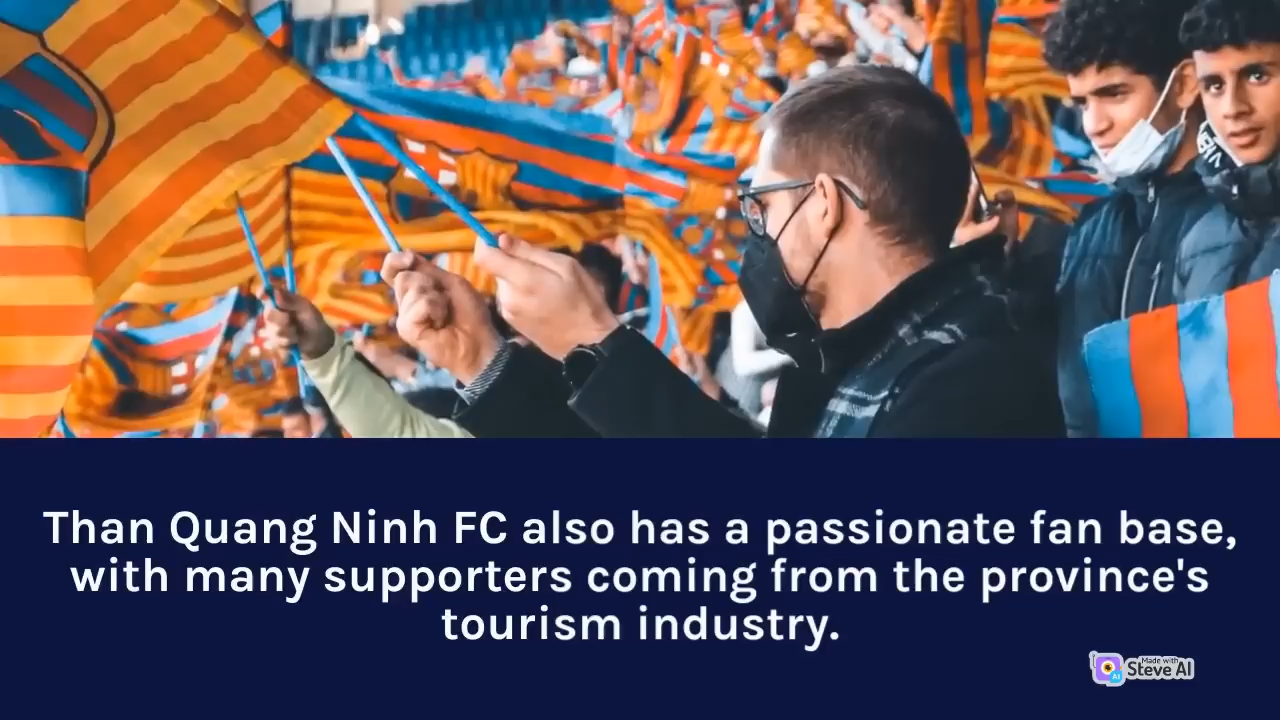 Than Quang Ninh FC also has a passionate fan base,
with many supporters coming from the province's
tourism industry.
Made with
Steve AI
AI